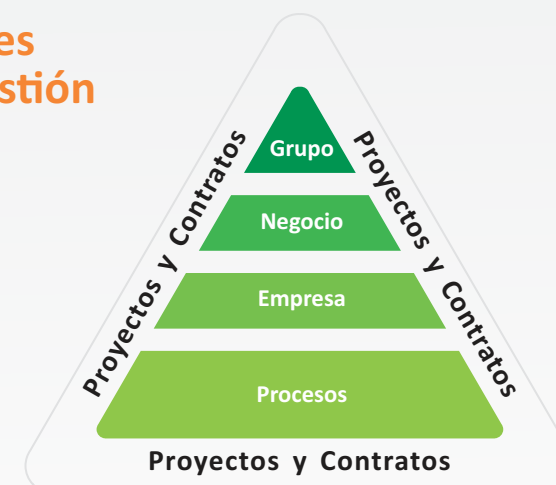 es
stión
Grupo
Proyectos y Contratos
Proyectos y Contratos
Negocio
Empresa
Procesos
Proyectos y Contratos